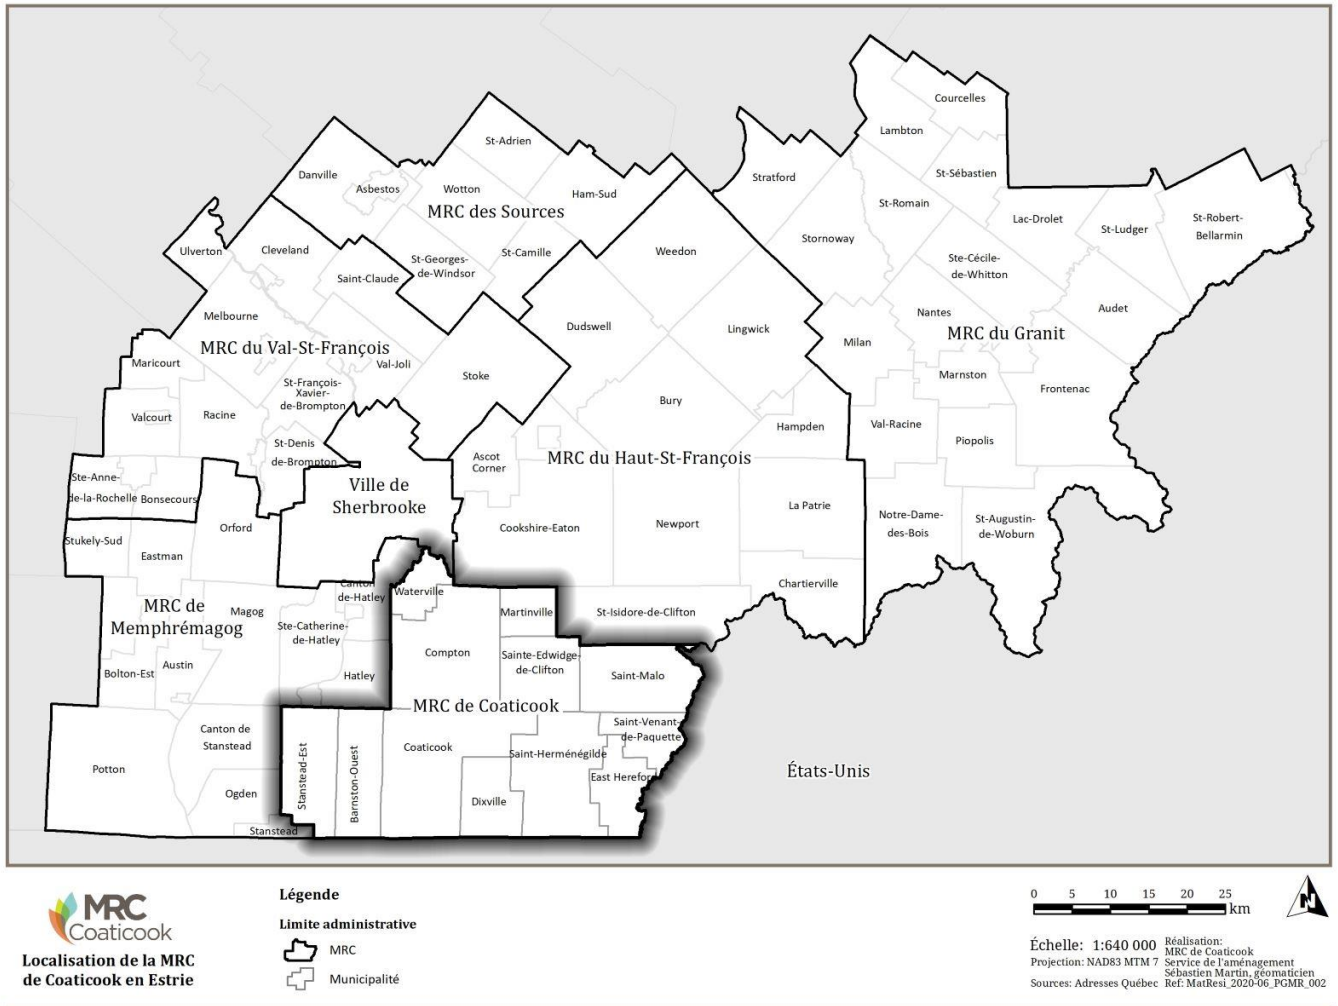 Courcelles
Lambton
St-Adrien
St-Sébastien
Danville
Stratford
Asbestos
Wotton
Ham-Sud
St-Romain
MRC des Sources
Lac-Drolet
St-Robert-
Bellarmin
St-Ludger
Stornoway
Ulverton
Cleveland
Weedon
St-Camille
St-Georges-
de-Windsor
Ste-Cécile-
de-Whitton
Saint-Claude
Audet
Nantes
Melbourne
Dudswell
Lingwick
MRC du Granit
Milan
MRC du Val-St-François
Maricourt
Val-Joli
Stoke
Marnston
St-François-
Xavier-
de-Brompton
Frontenac
Bury
Valcourt
Racine
Hampden
Val-Racine
Piopolis
St-Denis
de-Brompton
Ascot
Corner
MRC du Haut-St-François
Ste-Anne-
de-la-Rochelle
Bonsecours
Ville de
Sherbrooke
La Patrie
Notre-Dame-
des-Bois
St-Augustin-
de-Woburn
Orford
Cookshire-Eaton
Newport
Stukely-Sud
Eastman
Chartierville
Canton
de-Hatley
Waterville
MRC de
Memphrémagog
Magog
Martinville
St-Isidore-de-Clifton
Ste-Catherine-
de-Hatley
Compton
Sainte-Edwidge-
de-Clifton
Austin
Bolton-Est
Hatley
Saint-Malo
MRC de Coaticook
Saint-Venant-
de-Paquette
Canton de
Stanstead
Coaticook
Saint-Herménégilde
Stanstead-Est
Barnston-Ouest
Potton
East Hereford
États-Unis
Ogden
Dixville
Stanstead
MRC
Coaticook
Localisation de la MRC
de Coaticook en Estrie
Légende
Limite administrative
MRC
Municipalité
0 5 10 15 20 25
km
N
Échelle: 1:640 000
Projection: NAD83 MTM 7
Sources: Adresses Québec
Réalisation:
MRC de Coaticook
Service de l'aménagement
Sébastien Martin, géomaticien
Ref: MatResi_2020-06_PGMR_002